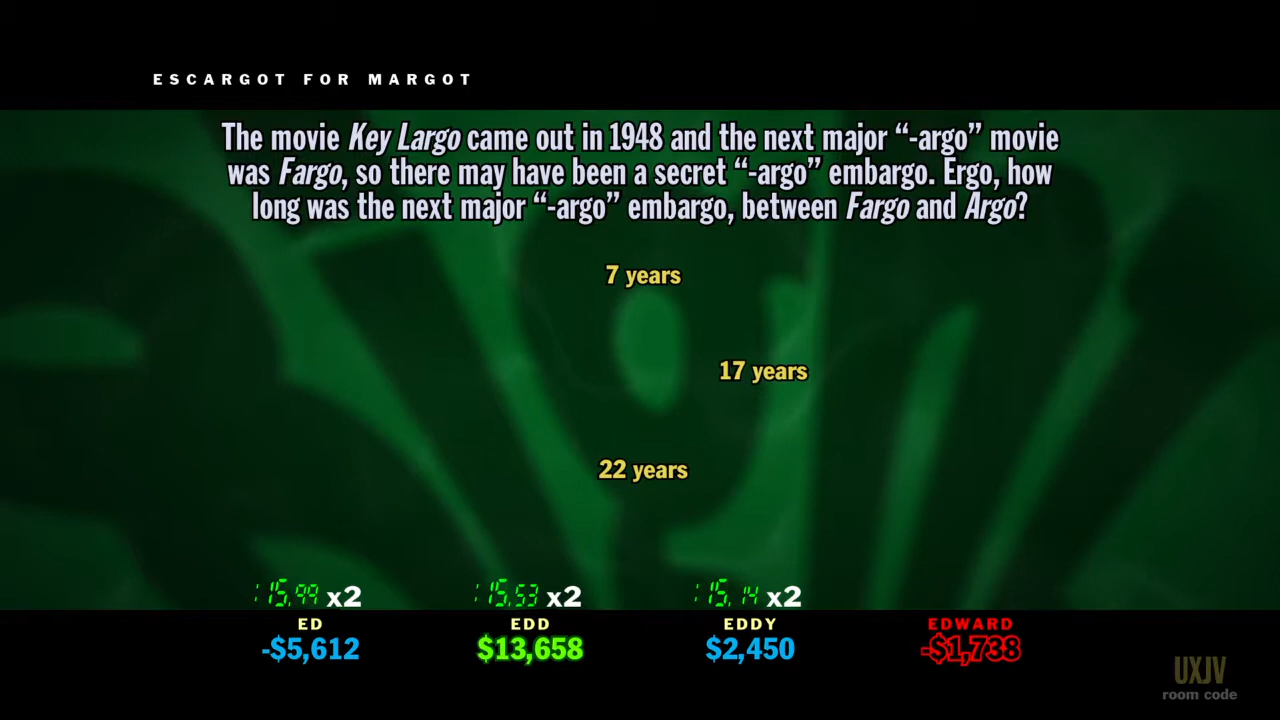 ESCARGOT FOR MARGOT
The movie Key Largo came out in 1948 and the next major “-argo” movie
was Fargo, so there may have been a secret “-argo” embargo. Ergo, how
long was the next major “-argo” embargo, between Fargo and Argo?
7 years
17 years
22 years
15.99 x2 15.53 x2 15.14 x2
ED EDD EDDY EDWARD
-$5,612 $13,658 $2,450 -$1,738
UXJV
room code